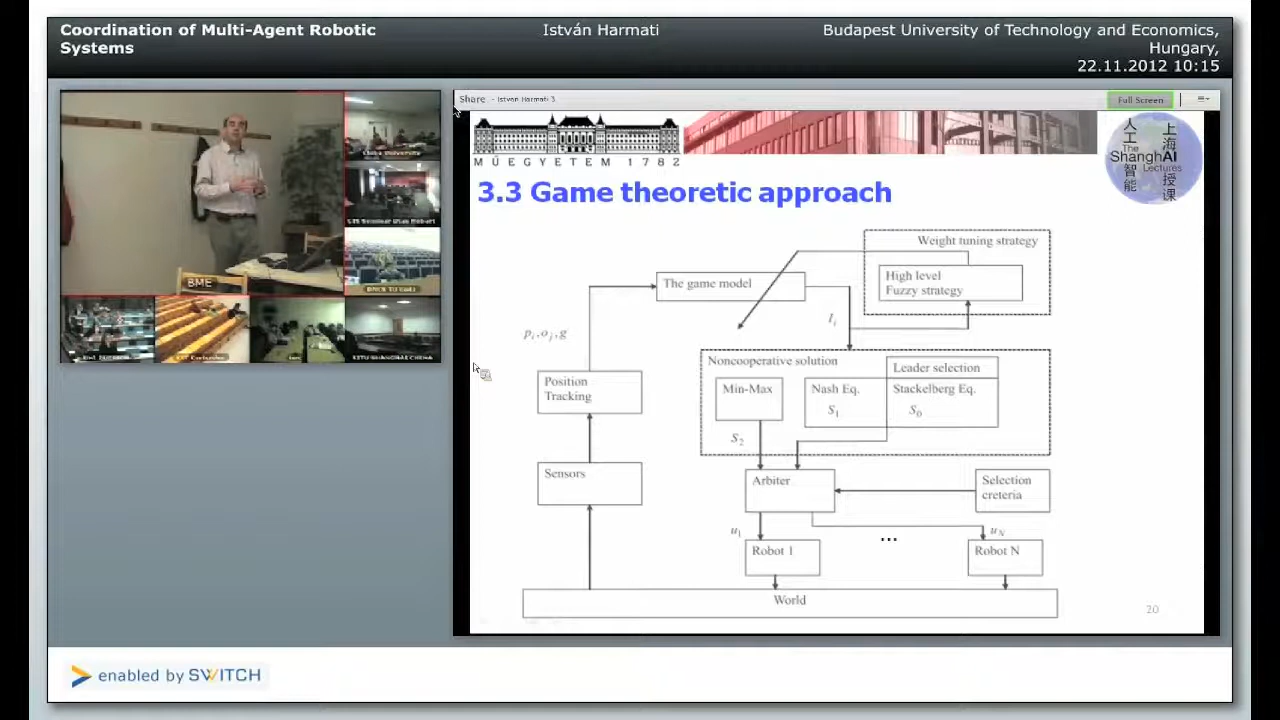 Coordination of Multi-Agent Robotic
Systems
István Harmati
Budapest University of Technology and Economics,
Hungary,
22.11.2012 10:15
Share - Istvan Harmati 3
Full Screen
MŰEGYETEM 1782
人工智能
The
ShanghAI
Lectures
上海授课
3.3 Game theoretic approach
Weight tuning strategy
High level
Fuzzy strategy
The game model
I_i
p_i, o_j, g
Noncooperative solution
Leader selection
Position
Tracking
Min-Max
Nash Eq.
S_1
Stackelberg Eq.
S_0
S_2
Sensors
Arbiter
Selection
creteria
u_1
...
u_N
Robot 1
Robot N
World
20
BME
enabled by SWITCH